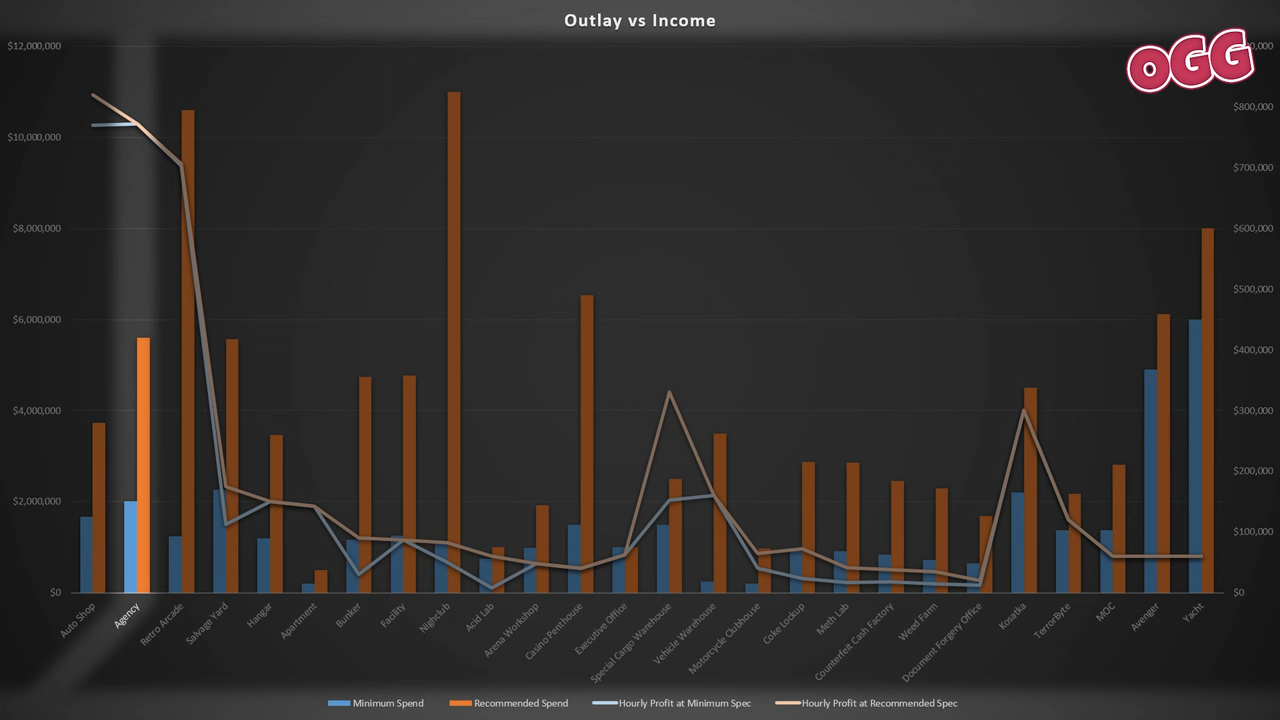 Outlay vs Income
OGG
$12,000,000
$10,000,000
$8,000,000
$6,000,000
$4,000,000
$2,000,000
$0
$800,000
$700,000
$600,000
$500,000
$400,000
$300,000
$200,000
$100,000
$0
Auto Shop
Agency
Retro Arcade
Salvage Yard
Hangar
Apartment
Bunker
Facility
Nightclub
Acid Lab
Arena Workshop
Casino Penthouse
Executive Office
Special Cargo Warehouse
Vehicle Warehouse
Motorcycle Clubhouse
Coke Lockup
Meth Lab
Counterfeit Cash Factory
Weed Farm
Document Forgery Office
Kosatka
TerrorByte
MOC
Avenger
Yacht
Minimum Spend
Recommended Spend
Hourly Profit at Minimum Spec
Hourly Profit at Recommended Spec